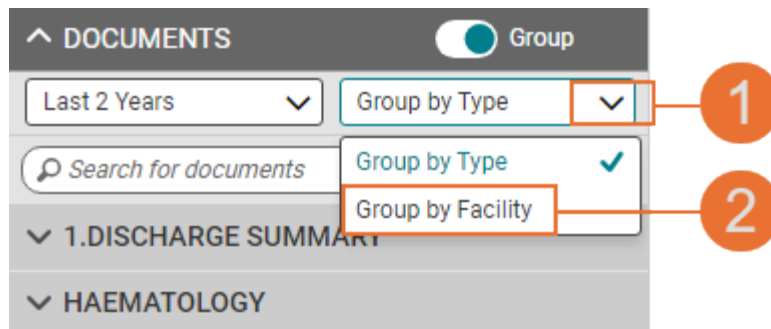 DOCUMENTS Group
Last 2 Years Group by Type 1
Search for documents Group by Type
Group by Facility 2
1.DISCHARGE SUMMARY
HAEMATOLOGY